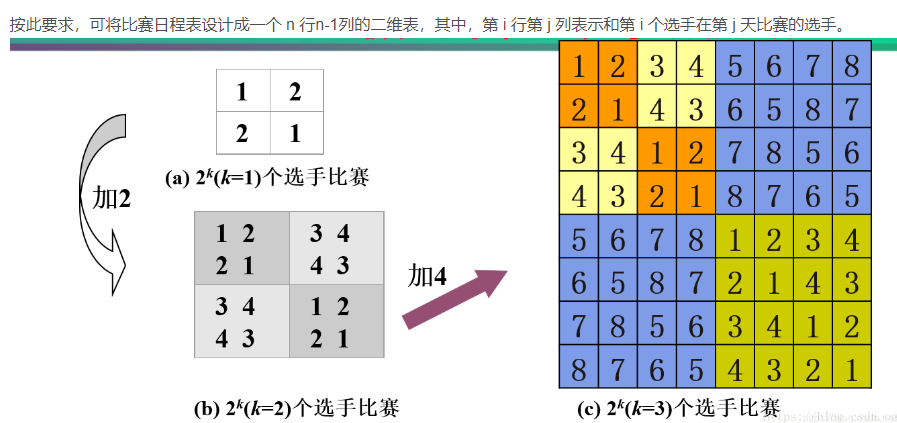 按此要求，可将比赛日程表设计成一个 n 行n-1列的二维表，其中，第 i 行第 j 列表示和第 i 个选手在第 j 天比赛的选手。
1 2
2 1
(a) 2ᵏ(k=1)个选手比赛
加2
1 2 3 4
2 1 4 3
3 4 1 2
4 3 2 1
(b) 2ᵏ(k=2)个选手比赛
加4
1 2 3 4 5 6 7 8
2 1 4 3 6 5 8 7
3 4 1 2 7 8 5 6
4 3 2 1 8 7 6 5
5 6 7 8 1 2 3 4
6 5 8 7 2 1 4 3
7 8 5 6 3 4 1 2
8 7 6 5 4 3 2 1
(c) 2ᵏ(k=3)个选手比赛